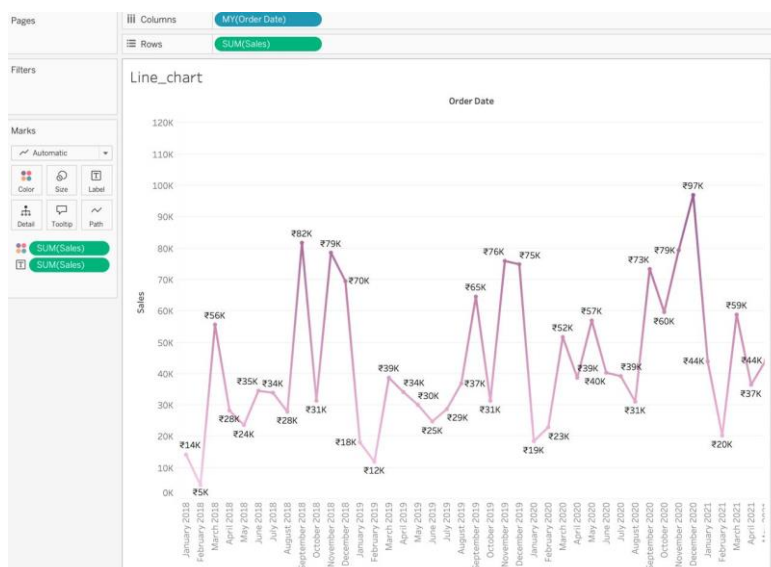 Pages
Columns
MY(Order Date)
Rows
SUM(Sales)
Filters
Marks
Automatic
Color
Size
Label
Detail
Tooltip
Path
SUM(Sales)
SUM(Sales)
Line_chart
Order Date
Sales
120K
110K
100K
90K
80K
70K
60K
50K
40K
30K
20K
10K
0K
₹14K
₹5K
₹56K
₹28K
₹24K
₹35K
₹34K
₹28K
₹82K
₹31K
₹79K
₹70K
₹18K
₹12K
₹39K
₹34K
₹30K
₹25K
₹29K
₹37K
₹65K
₹31K
₹76K
₹75K
₹19K
₹23K
₹52K
₹39K
₹57K
₹40K
₹39K
₹31K
₹73K
₹60K
₹79K
₹97K
₹44K
₹20K
₹59K
₹37K
₹44K
January 2018
February 2018
March 2018
April 2018
May 2018
June 2018
July 2018
August 2018
September 2018
October 2018
November 2018
December 2018
January 2019
February 2019
March 2019
April 2019
May 2019
June 2019
July 2019
August 2019
September 2019
October 2019
November 2019
December 2019
January 2020
February 2020
March 2020
April 2020
May 2020
June 2020
July 2020
August 2020
September 2020
October 2020
November 2020
December 2020
January 2021
February 2021
March 2021
April 2021